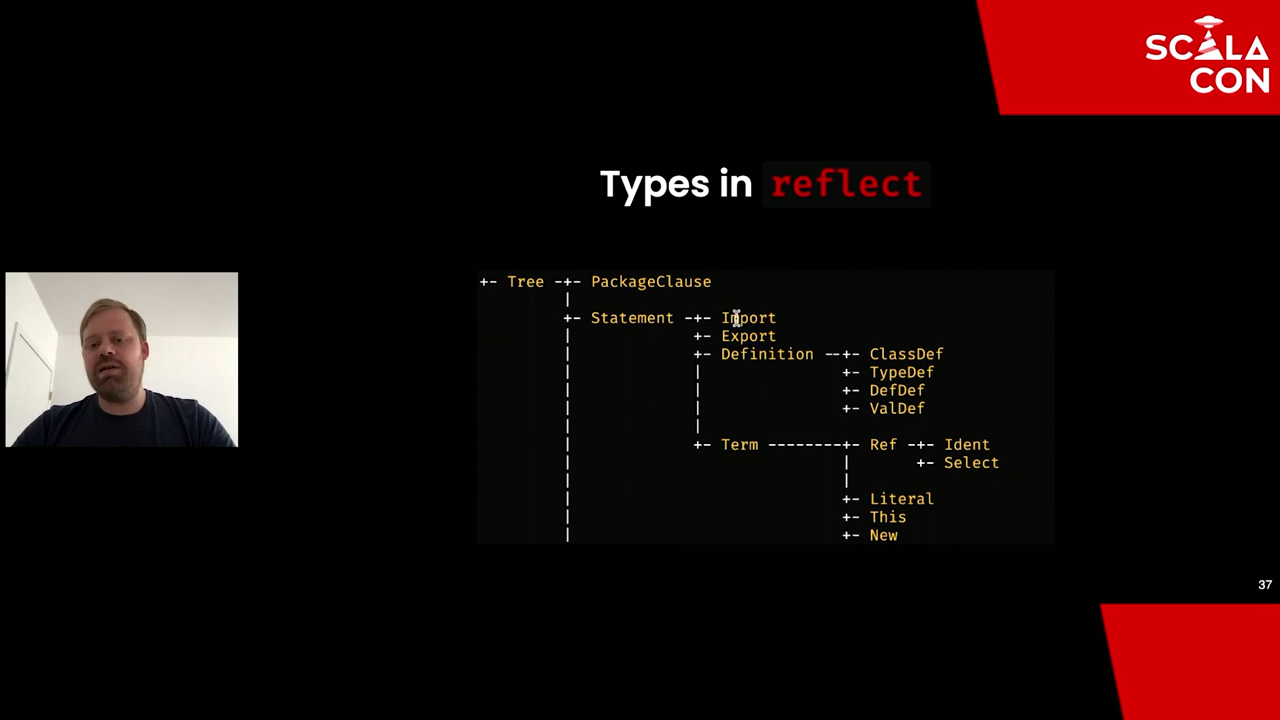 SCALA
CON
Types in reflect
+- Tree -+- PackageClause
|
+- Statement -+- Import
| +- Export
| +- Definition --+- ClassDef
| | +- TypeDef
| | +- DefDef
| | +- ValDef
| |
| +- Term --------+- Ref -+- Ident
| | +- Select
| |
| +- Literal
| +- This
| +- New
37